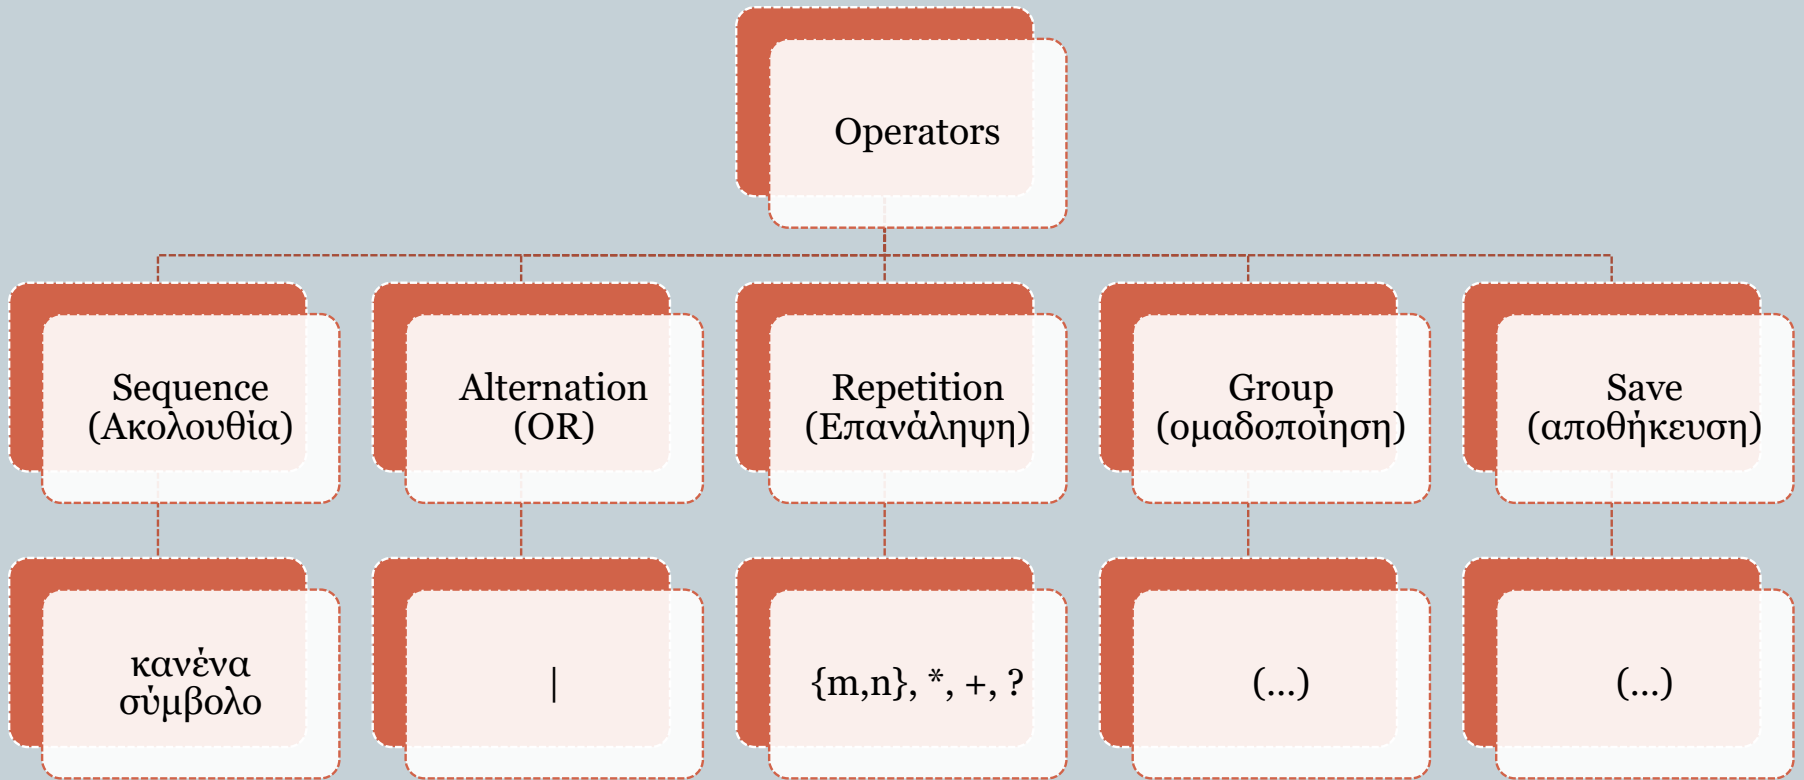 Operators
Sequence
(Ακολουθία)
Alternation
(OR)
Repetition
(Επανάληψη)
Group
(ομαδοποίηση)
Save
(αποθήκευση)
κανένα
σύμβολο
|
{m,n}, *, +, ?
(...)
(...)